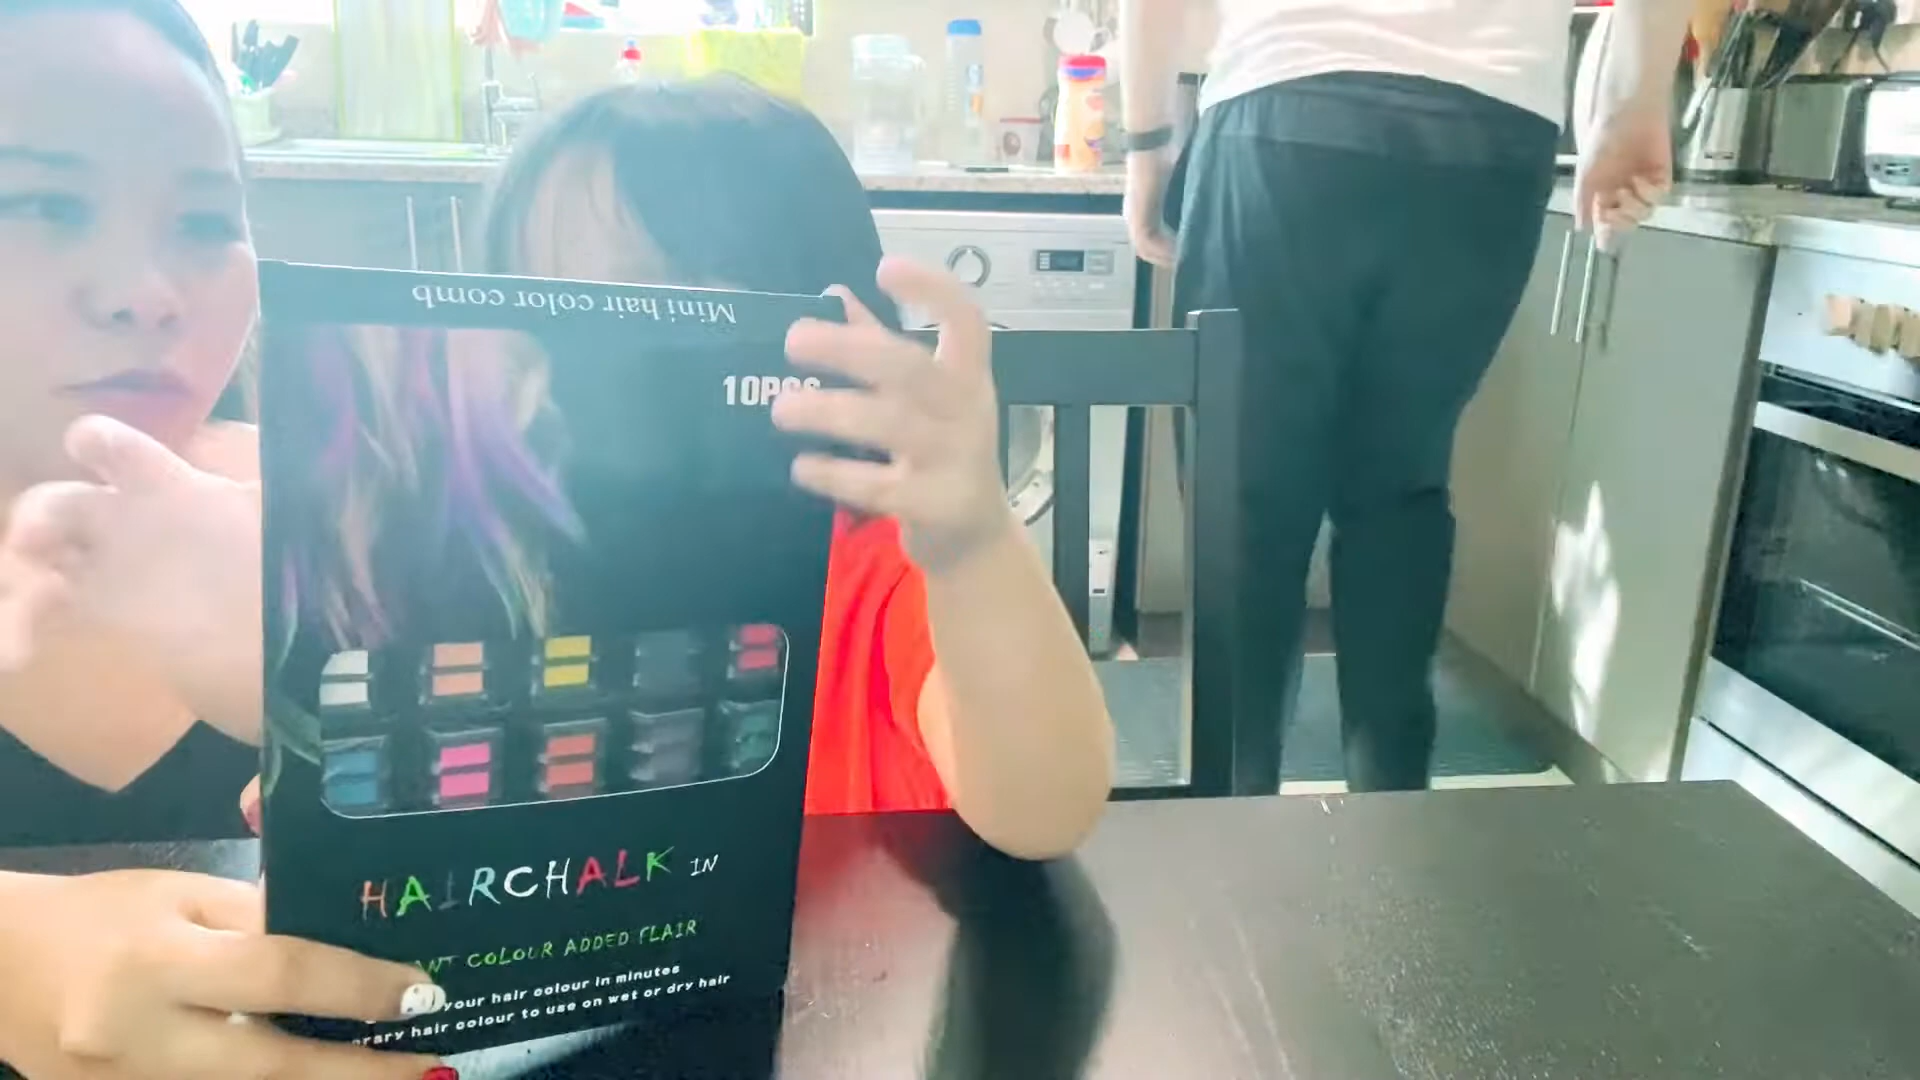 Mini hair color comb
HAIRCHALK IN
COLOUR ADDED FLAIR
your hair colour in minutes
hair colour to use on wet or dry hair